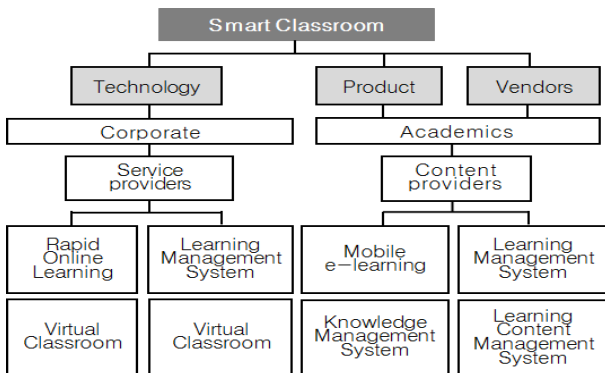 Smart Classroom
Technology
Product
Vendors
Corporate
Academics
Service
providers
Content
providers
Rapid
Online
Learning
Learning
Management
System
Mobile
e-learning
Learning
Management
System
Virtual
Classroom
Virtual
Classroom
Knowledge
Management
System
Learning
Content
Management
System